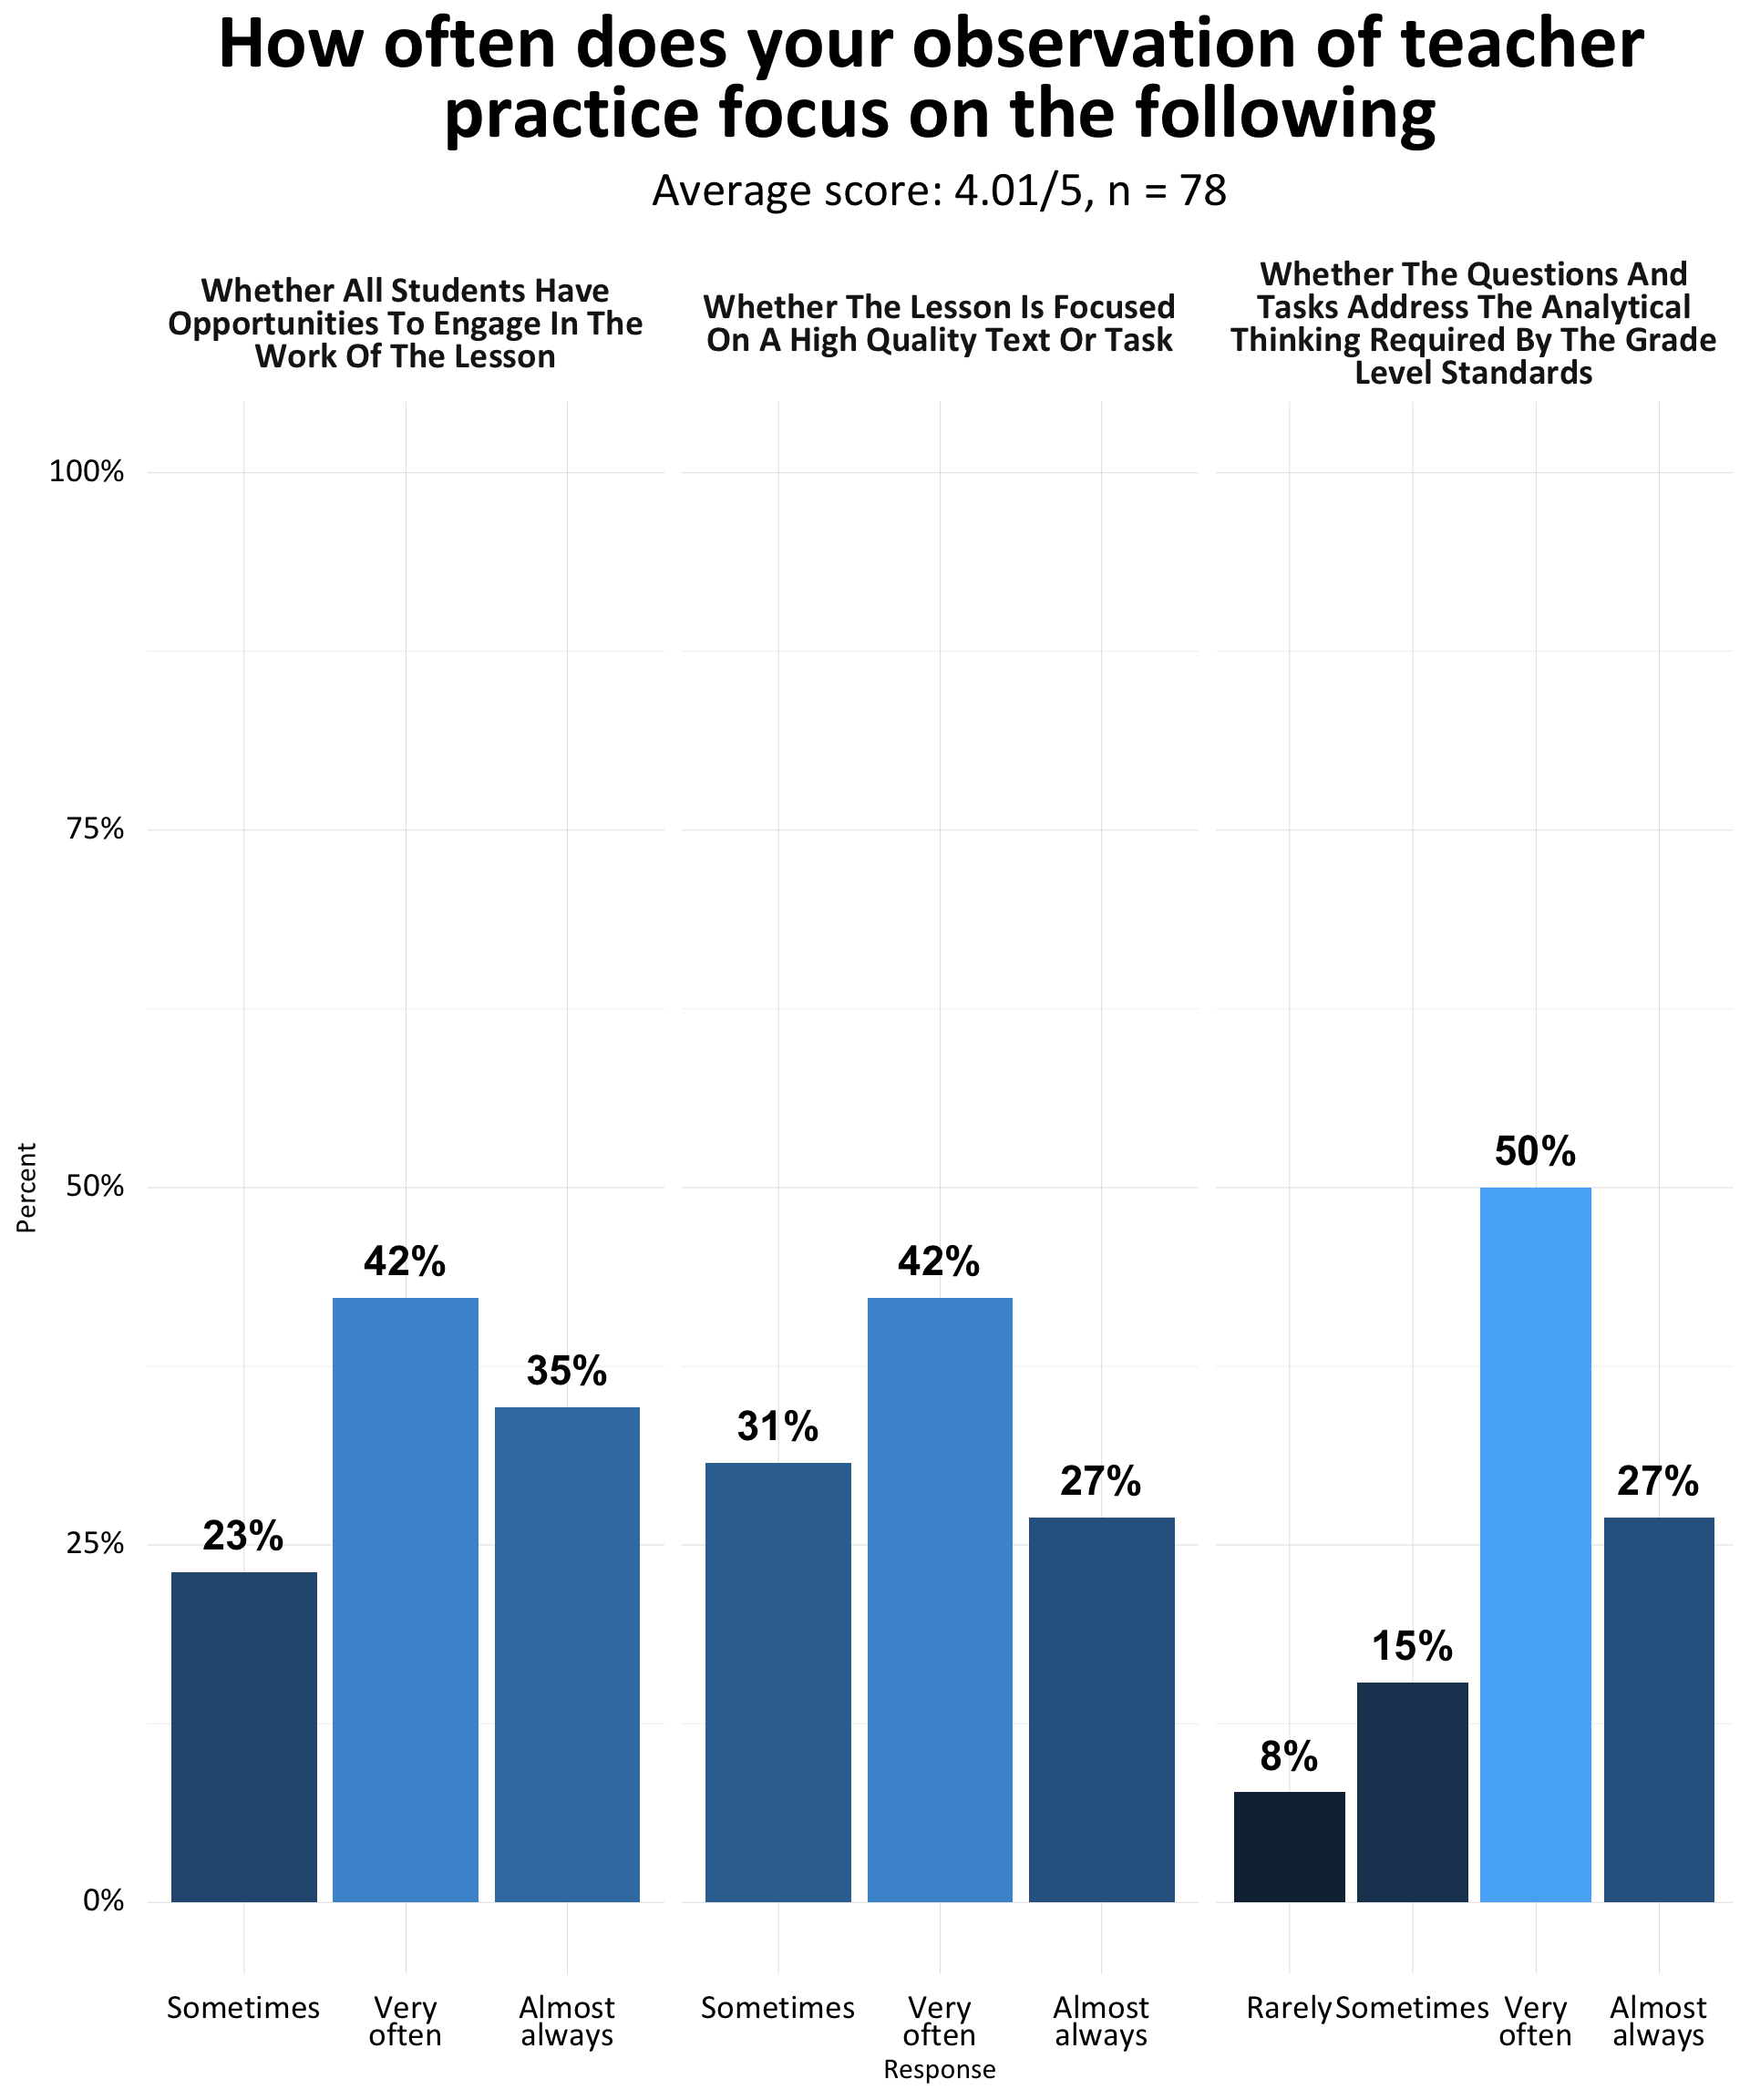 How often does your observation of teacher
practice focus on the following
Average score: 4.01/5, n = 78
Whether All Students Have
Opportunities To Engage In The
Work Of The Lesson
Whether The Lesson Is Focused
On A High Quality Text Or Task
Whether The Questions And
Tasks Address The Analytical
Thinking Required By The Grade
Level Standards
100%
75%
50%
25%
0%
Percent
23%
42%
35%
31%
42%
27%
8%
15%
50%
27%
Sometimes
Very
often
Almost
always
Sometimes
Very
often
Almost
always
Rarely
Sometimes
Very
often
Almost
always
Response